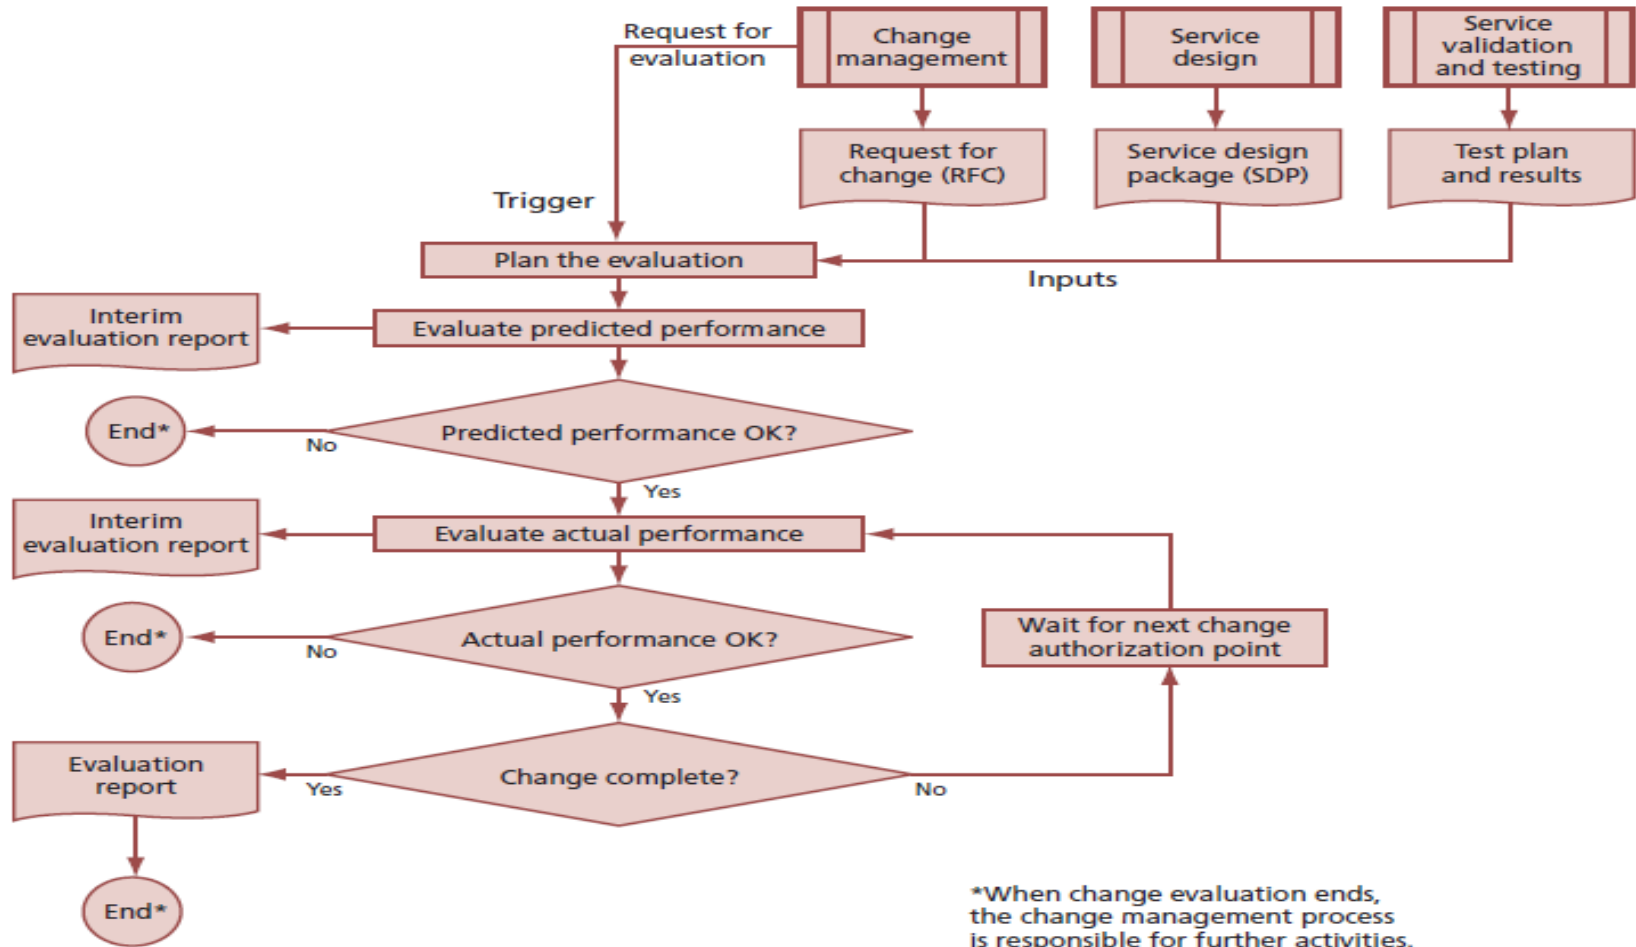 Request for
evaluation
Change
management
Service
design
Service
validation
and testing
Request for
change (RFC)
Service design
package (SDP)
Test plan
and results
Trigger
Plan the evaluation
Inputs
Interim
evaluation report
Evaluate predicted performance
End*
No
Predicted performance OK?
Yes
Interim
evaluation report
Evaluate actual performance
End*
No
Actual performance OK?
Wait for next change
authorization point
Yes
Evaluation
report
Yes
Change complete?
No
End*
*When change evaluation ends,
the change management process
is responsible for further activities.